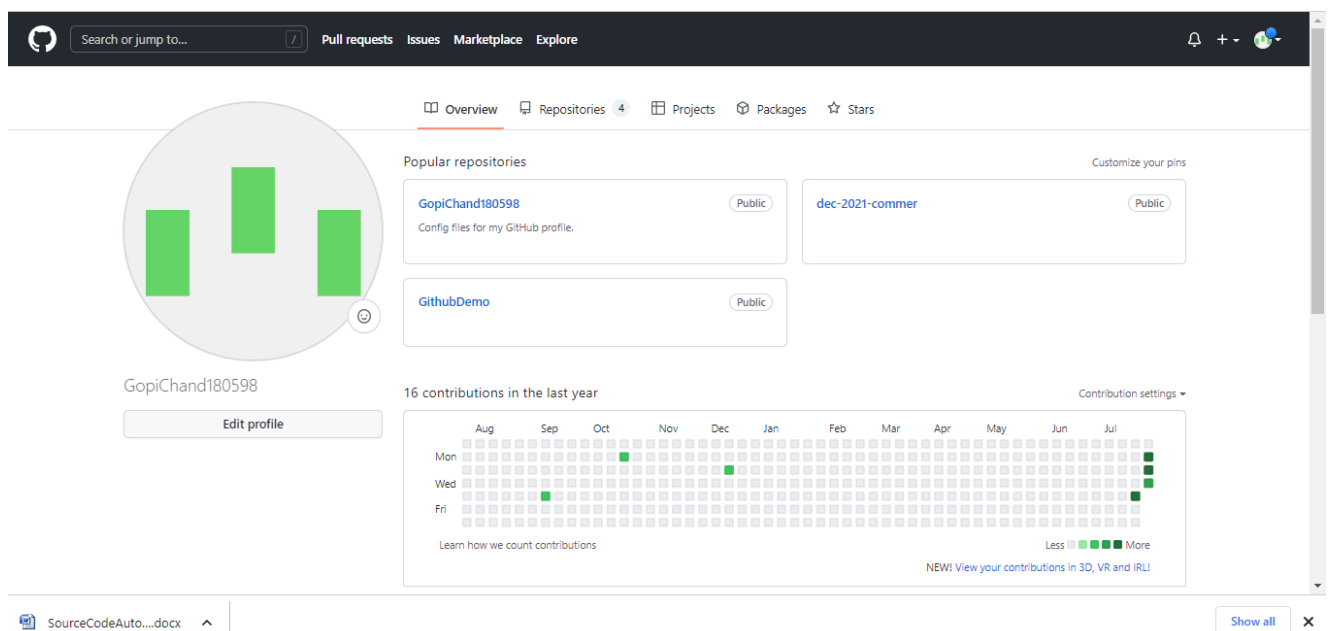 Search or jump to... / Pull requests Issues Marketplace Explore
Overview Repositories 4 Projects Packages Stars
Popular repositories Customize your pins
GopiChand180598 Public
Config files for my GitHub profile.
dec-2021-commer Public
GithubDemo Public
GopiChand180598
Edit profile
16 contributions in the last year Contribution settings
Aug Sep Oct Nov Dec Jan Feb Mar Apr May Jun Jul
Mon
Wed
Fri
Learn how we count contributions Less More
NEW! View your contributions in 3D, VR and IRL!
SourceCodeAuto....docx Show all